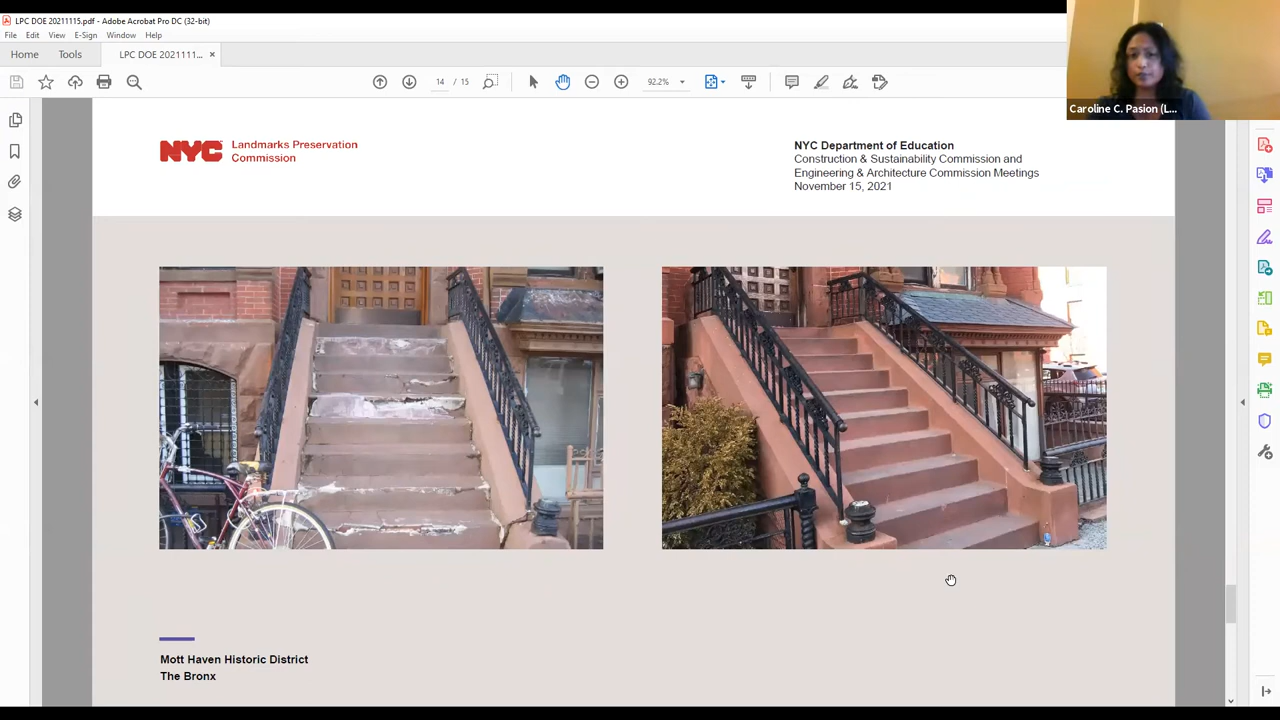 LPC DOE 20211115.pdf - Adobe Acrobat Pro DC (32-bit)
File Edit View E-Sign Window Help
Home Tools LPC DOE 2021111... ×
14 / 15 92.2%
Caroline C. Pasion (L...
NYC Landmarks Preservation
Commission
NYC Department of Education
Construction & Sustainability Commission and
Engineering & Architecture Commission Meetings
November 15, 2021
Mott Haven Historic District
The Bronx